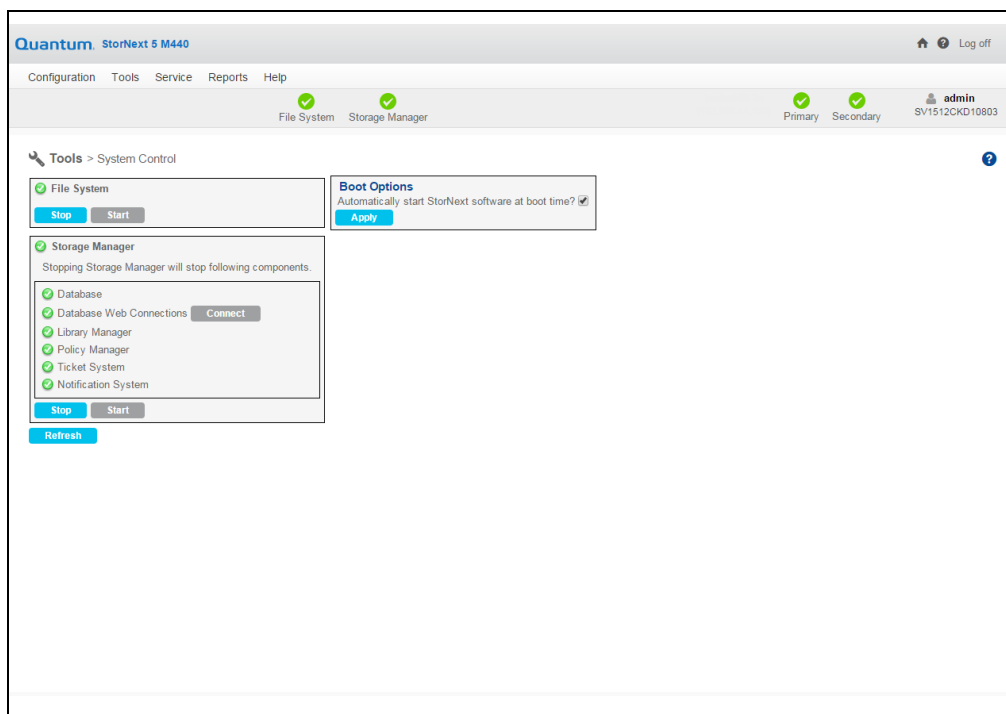 Quantum. StorNext 5 M440
Log off
Configuration Tools Service Reports Help
File System Storage Manager Primary Secondary
admin
SV1512CKD10803
Tools > System Control
File System
Stop Start
Boot Options
Automatically start StorNext software at boot time?
Apply
Storage Manager
Stopping Storage Manager will stop following components.
Database
Database Web Connections Connect
Library Manager
Policy Manager
Ticket System
Notification System
Stop Start
Refresh